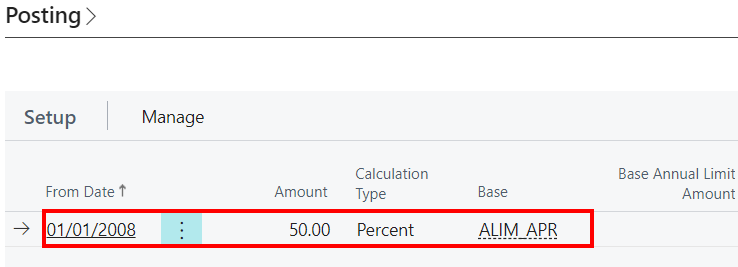 Posting
Setup Manage
From Date Amount Calculation Type Base Base Annual Limit Amount
01/01/2008 50.00 Percent ALIM_APR